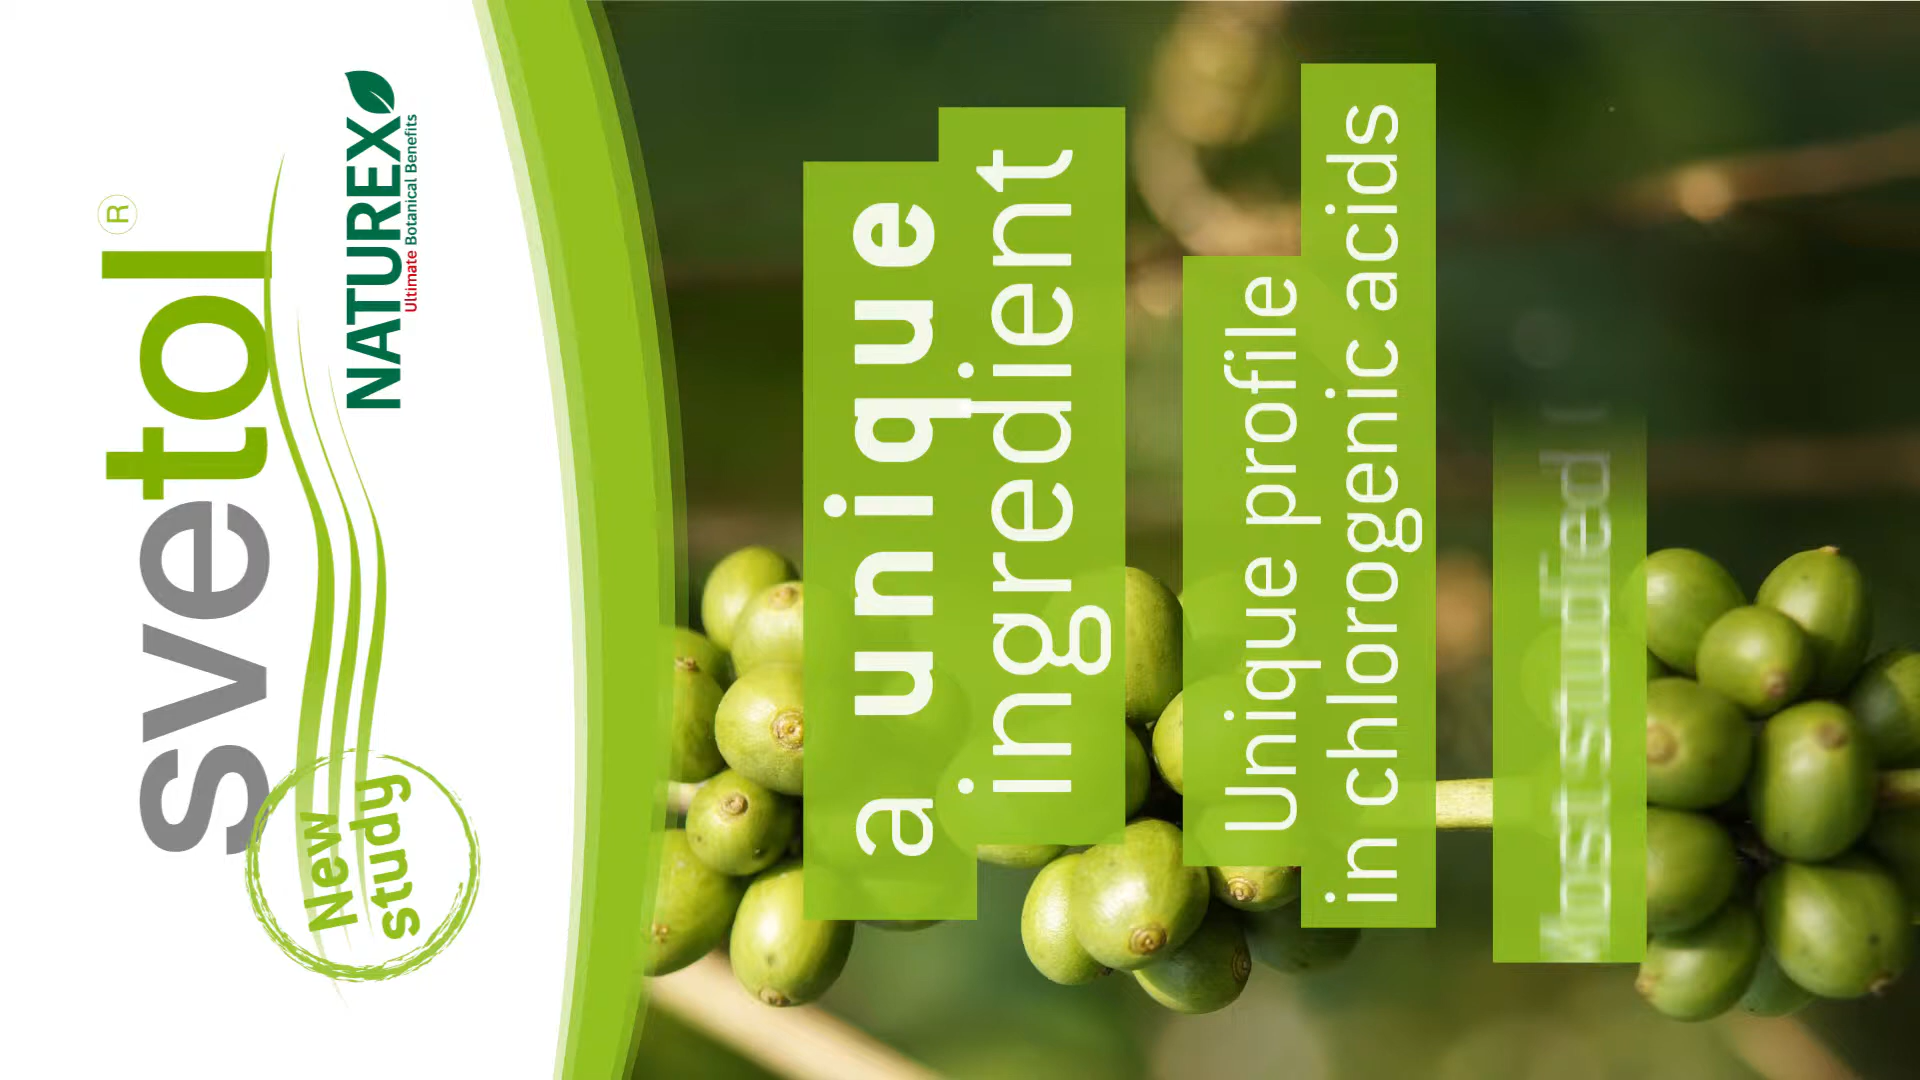 svetol®
NATUREX
Ultimate Botanical Benefits
New
study
a unique
ingredient
Unique profile
in chlorogenic acids